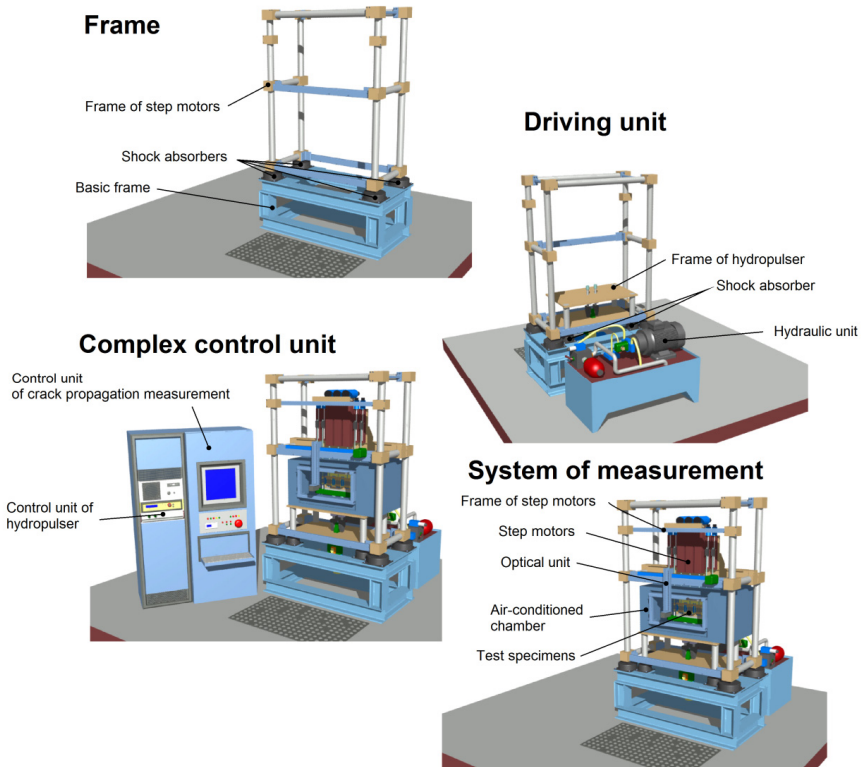 Frame
Frame of step motors
Shock absorbers
Basic frame
Driving unit
Frame of hydropulser
Shock absorber
Hydraulic unit
Complex control unit
Control unit
of crack propagation measurement
Control unit of
hydropulser
System of measurement
Frame of step motors
Step motors
Optical unit
Air-conditioned
chamber
Test specimens